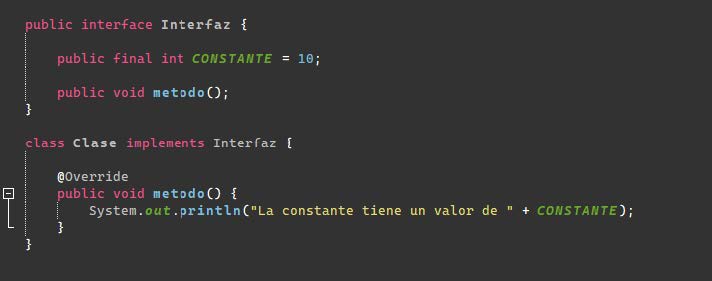 public interface Interfaz {
public final int CONSTANTE = 10;
public void metodo();
}
class Clase implements Interfaz {
@Override
public void metodo() {
System.out.println("La constante tiene un valor de " + CONSTANTE);
}
}